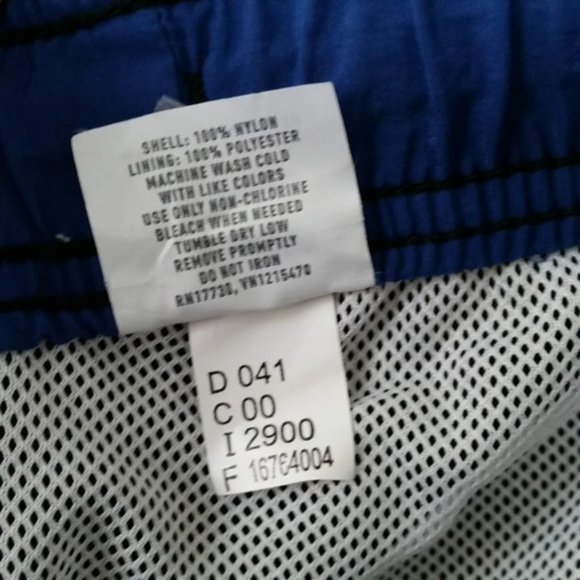 SHELL: 100% NYLON
LINING: 100% POLYESTER
MACHINE WASH COLD
WITH LIKE COLORS
USE ONLY NON-CHLORINE
BLEACH WHEN NEEDED
TUMBLE DRY LOW
REMOVE PROMPTLY
DO NOT IRON
RN17730, VN1215470
D 041
C 00
I 2900
F 16764004